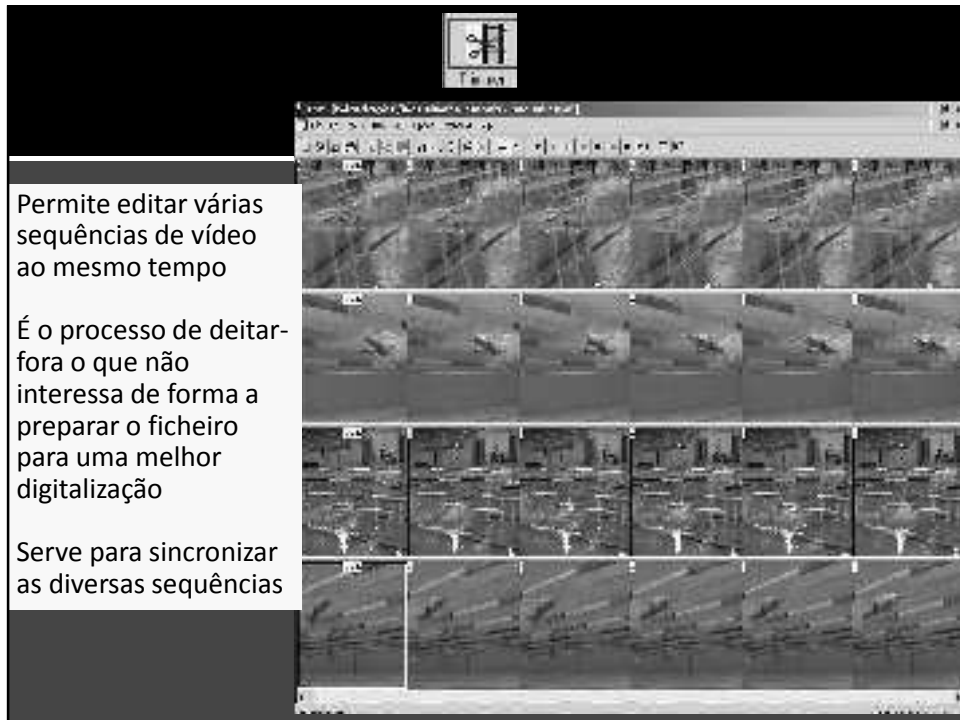 Permite editar várias
sequências de vídeo
ao mesmo tempo
É o processo de deitar-
fora o que não
interessa de forma a
preparar o ficheiro
para uma melhor
digitalização
Serve para sincronizar
as diversas sequências